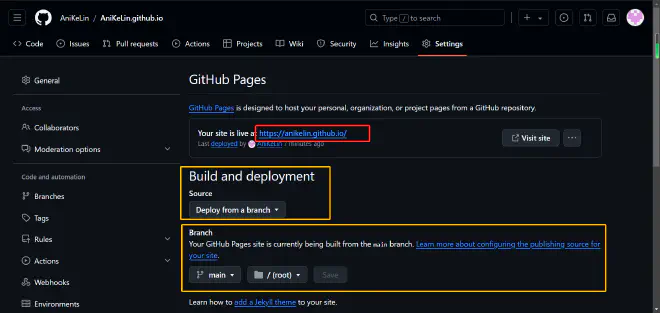 AniKeLin / AniKeLin.github.io
Type / to search
Code Issues Pull requests Actions Projects Wiki Security Insights Settings
General
Access
Collaborators
Moderation options
Code and automation
Branches
Tags
Rules
Actions
Webhooks
Environments
GitHub Pages
GitHub Pages is designed to host your personal, organization, or project pages from a GitHub repository.
Your site is live at https://anikelin.github.io/
Last deployed by AniKeLin 7 minutes ago
Visit site
Build and deployment
Source
Deploy from a branch
Branch
Your GitHub Pages site is currently being built from the main branch. Learn more about configuring the publishing source for
your site.
main / (root) Save
Learn how to add a Jekyll theme to your site.